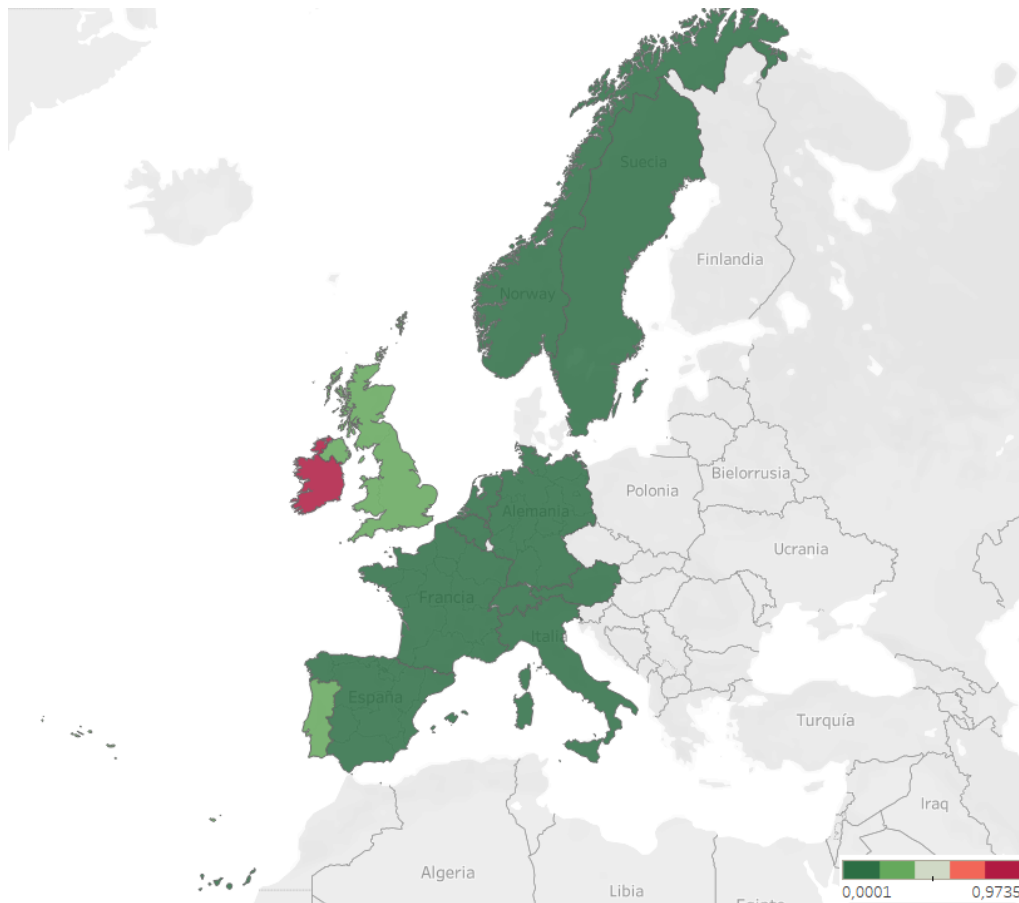 Suecia
Finlandia
Norway
Bielorrusia
Polonia
Alemania
Ucrania
Francia
Italia
España
Turquía
Iraq
Algeria
Libia
0,0001
0,9735